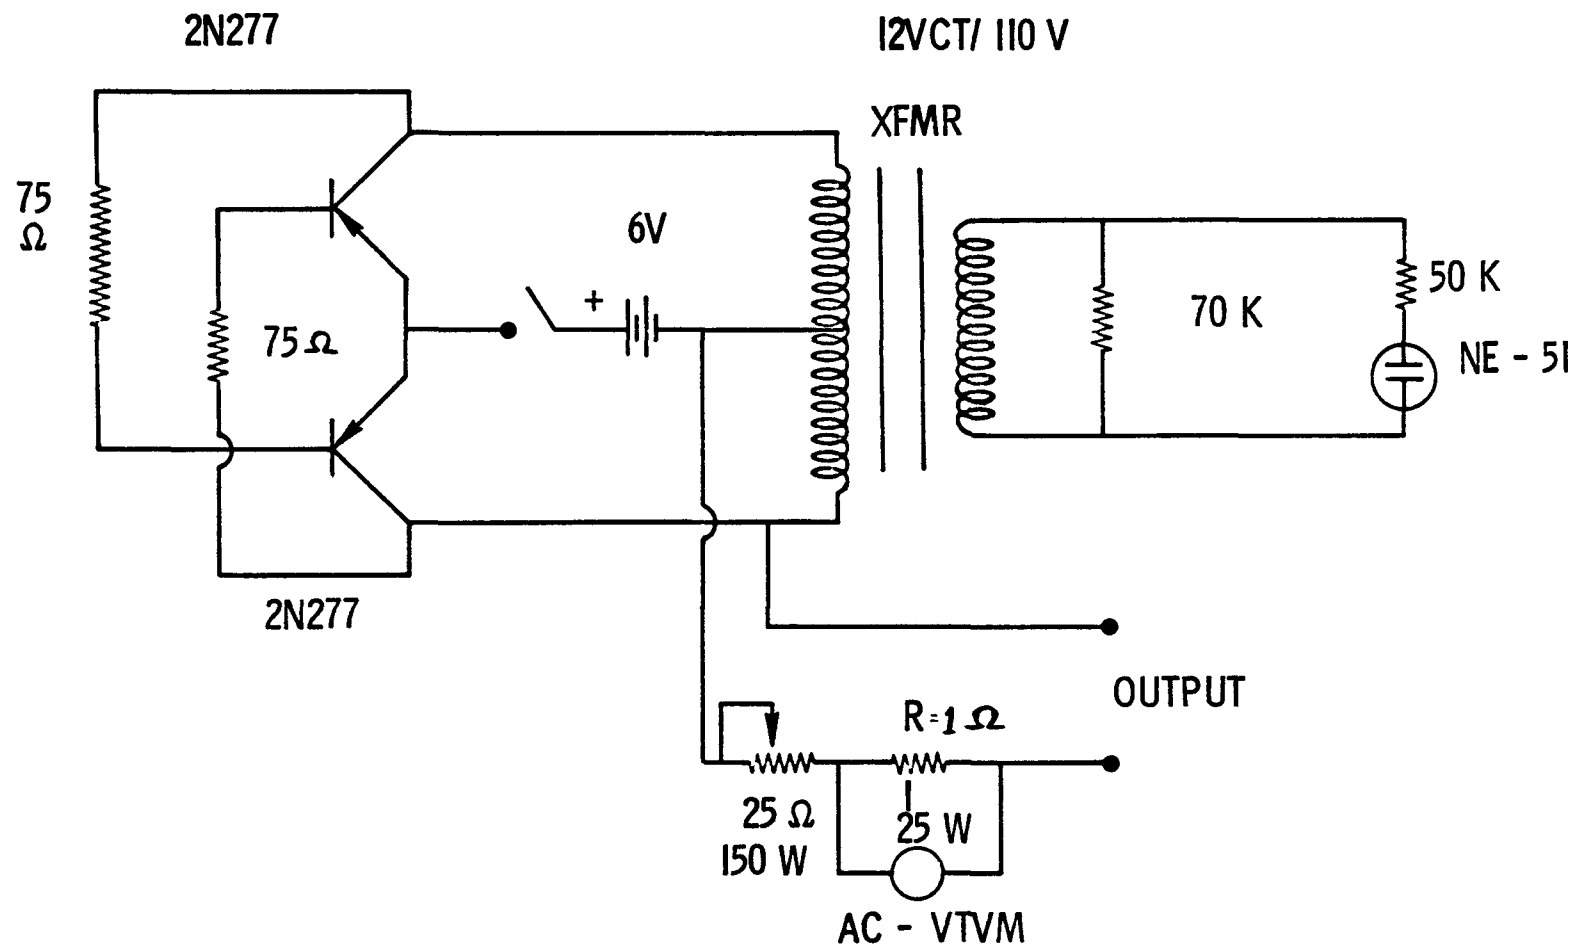 2N277
12VCT/ 110 V
XFMR
75
Ω
6V
+
75 Ω
70 K
50 K
NE - 51
2N277
OUTPUT
R=1 Ω
25 Ω
150 W
25 W
AC - VTVM